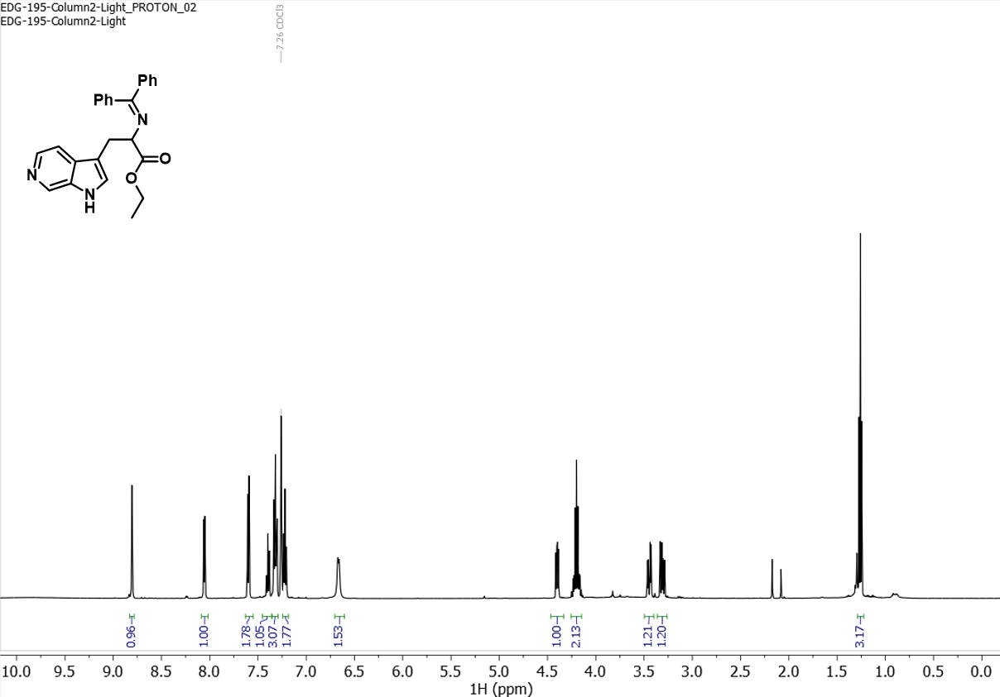 EDG-195-Column2-Light_PROTON_02
EDG-195-Column2-Light
7.26 CDCl3
Ph
Ph
N
O
O
N
N
H
0.96
1.00
1.78
1.05
3.07
1.77
1.53
1.00
2.13
1.21
1.20
3.17
10.0 9.5 9.0 8.5 8.0 7.5 7.0 6.5 6.0 5.5 5.0 4.5 4.0 3.5 3.0 2.5 2.0 1.5 1.0 0.5 0.0
1H (ppm)